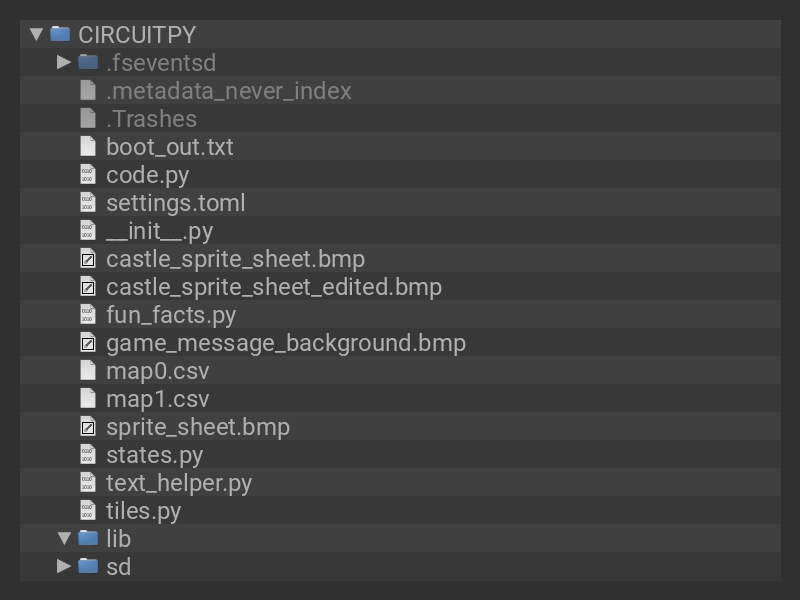 CIRCUITPY
.fseventsd
.metadata_never_index
.Trashes
boot_out.txt
code.py
settings.toml
__init__.py
castle_sprite_sheet.bmp
castle_sprite_sheet_edited.bmp
fun_facts.py
game_message_background.bmp
map0.csv
map1.csv
sprite_sheet.bmp
states.py
text_helper.py
tiles.py
lib
sd